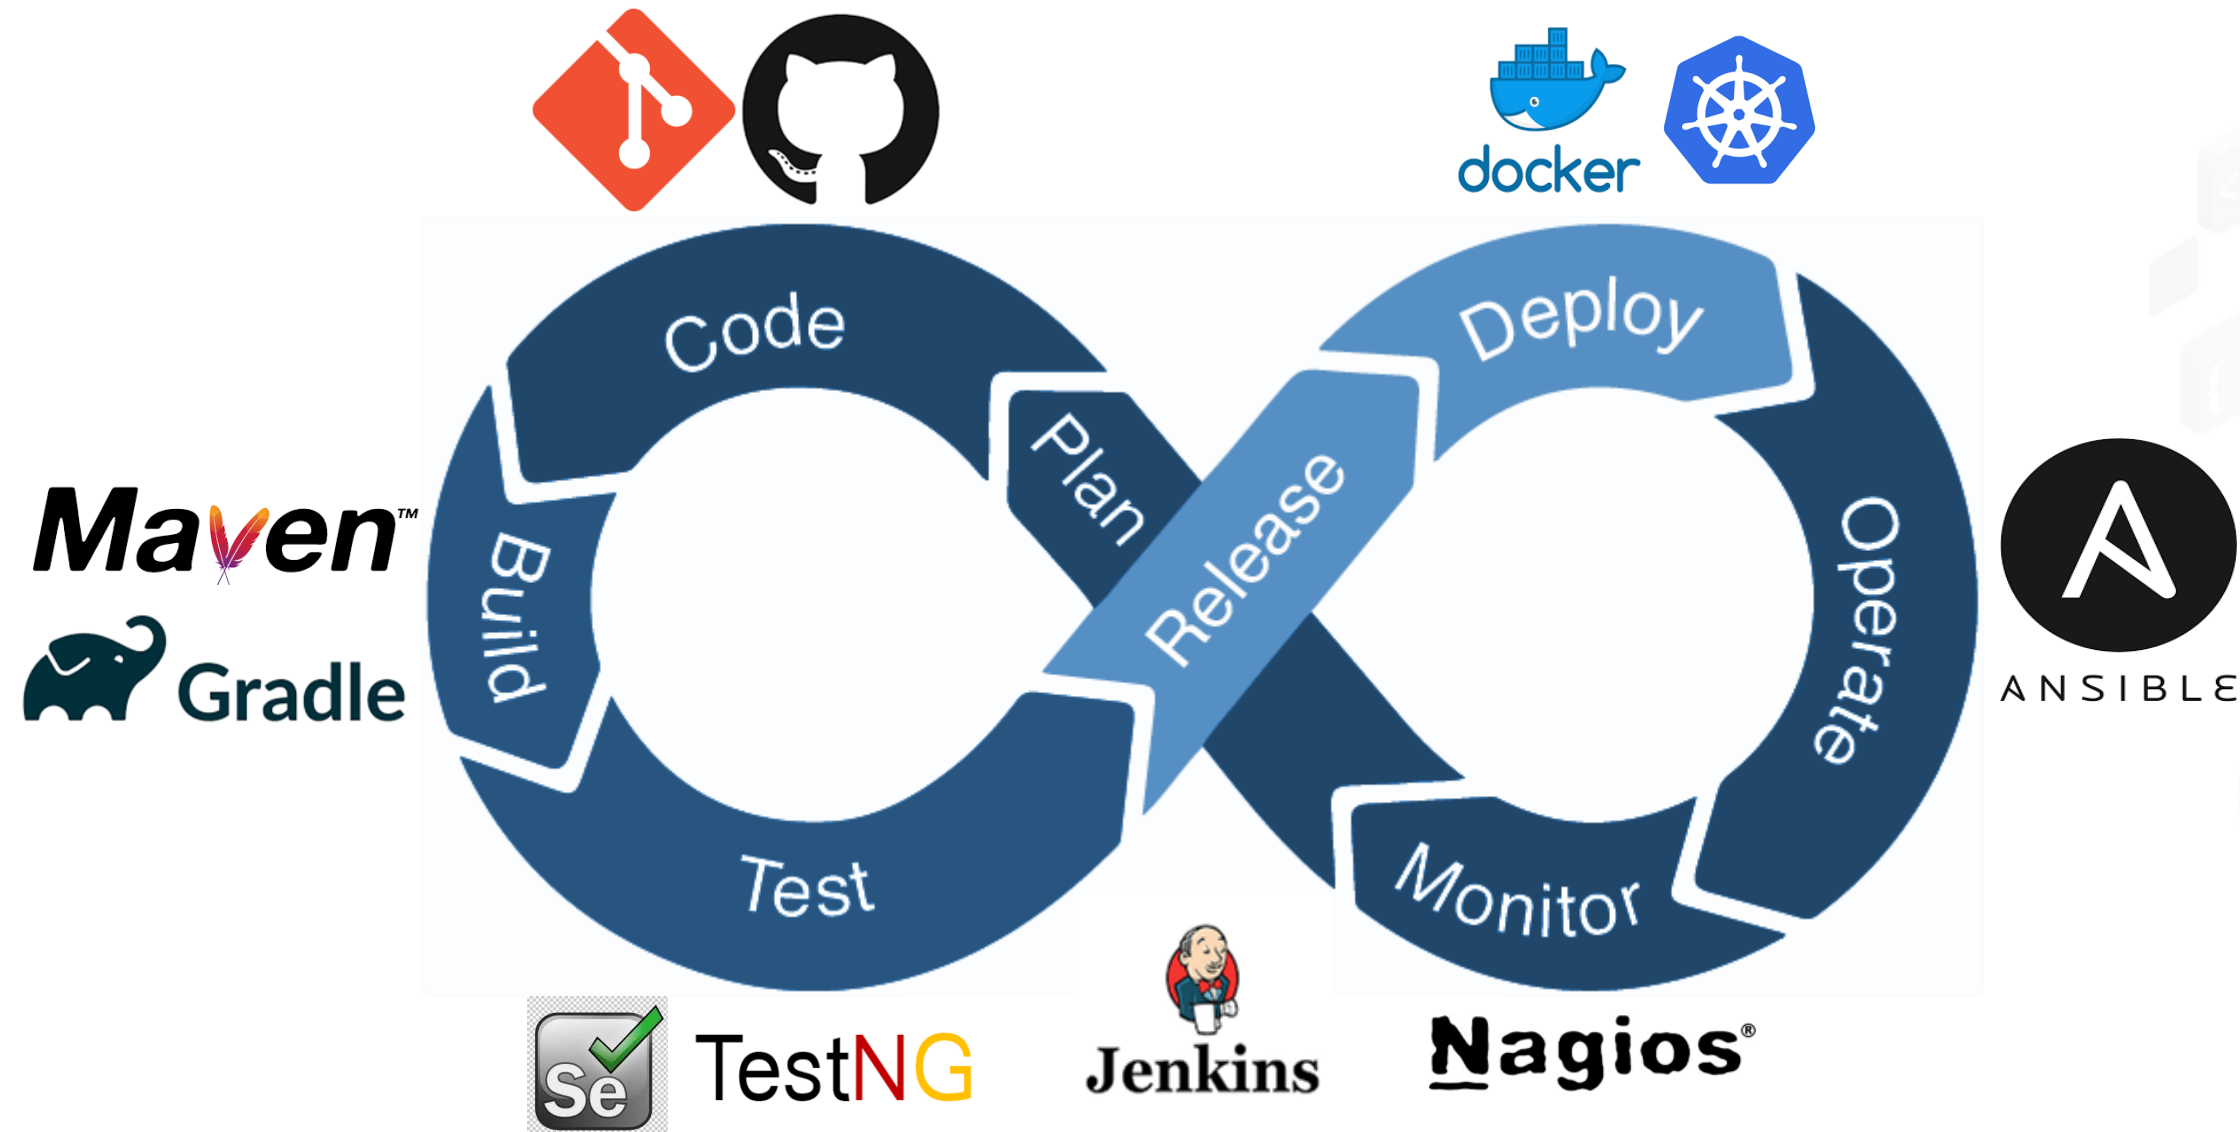 docker
Code
Deploy
Plan
Release
Maven™
Build
Operate
Gradle
ANSIBLE
Test
Monitor
Se
TestNG
Jenkins
Nagios®